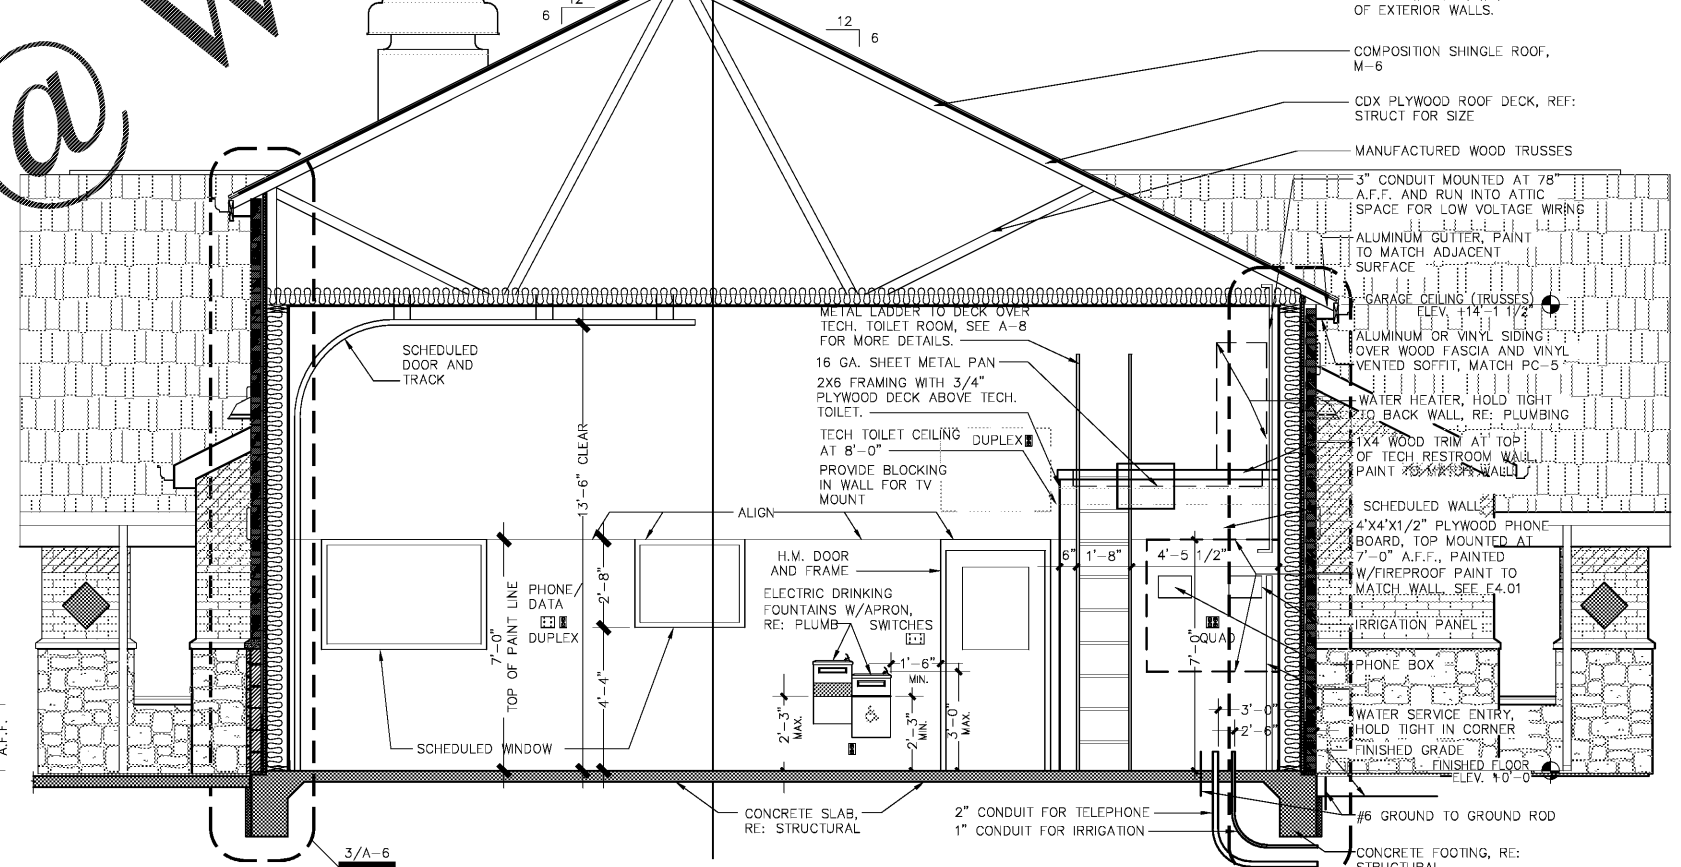 @ W
12
6
12
6
OF EXTERIOR WALLS.
COMPOSITION SHINGLE ROOF,
M-6
CDX PLYWOOD ROOF DECK, REF:
STRUCT FOR SIZE
MANUFACTURED WOOD TRUSSES
3" CONDUIT MOUNTED AT 78"
A.F.F. AND RUN INTO ATTIC
SPACE FOR LOW VOLTAGE WIRING
ALUMINUM GUTTER, PAINT
TO MATCH ADJACENT
SURFACE
GARAGE CEILING (TRUSSES)
ELEV. +14'-1 1/2"
ALUMINUM OR VINYL SIDING
OVER WOOD FASCIA AND VINYL
VENTED SOFFIT, MATCH PC-5
WATER HEATER, HOLD TIGHT
TO BACK WALL, RE: PLUMBING
1X4 WOOD TRIM AT TOP
OF TECH RESTROOM WALL,
PAINT TO MATCH WALL
SCHEDULED WALL
4'X4'X1/2" PLYWOOD PHONE
BOARD, TOP MOUNTED AT
7'-0" A.F.F., PAINTED
W/FIREPROOF PAINT TO
MATCH WALL, SEE E4.01
IRRIGATION PANEL
PHONE BOX
WATER SERVICE ENTRY,
HOLD TIGHT IN CORNER
FINISHED GRADE
FINISHED FLOOR
ELEV. +0'-0"
#6 GROUND TO GROUND ROD
CONCRETE FOOTING, RE:
STRUCTURAL
METAL LADDER TO DECK OVER
TECH. TOILET ROOM, SEE A-8
FOR MORE DETAILS.
16 GA. SHEET METAL PAN
2X6 FRAMING WITH 3/4"
PLYWOOD DECK ABOVE TECH.
TOILET.
TECH TOILET CEILING
AT 8'-0"
DUPLEX
PROVIDE BLOCKING
IN WALL FOR TV
MOUNT
SCHEDULED
DOOR AND
TRACK
13'-6" CLEAR
ALIGN
H.M. DOOR
AND FRAME
ELECTRIC DRINKING
FOUNTAINS W/APRON,
RE: PLUMB
SWITCHES
6"
1'-8"
4'-5 1/2"
PHONE/
DATA
DUPLEX
7'-0"
TOP OF PAINT LINE
2'-8"
4'-4"
1'-6"
MIN.
2'-3"
MAX.
2'-3"
MIN.
3'-0"
MAX.
7'-0"
QUAD
3'-0"
2'-6"
SCHEDULED WINDOW
CONCRETE SLAB,
RE: STRUCTURAL
2" CONDUIT FOR TELEPHONE
1" CONDUIT FOR IRRIGATION
3/A-6
A.F.F.